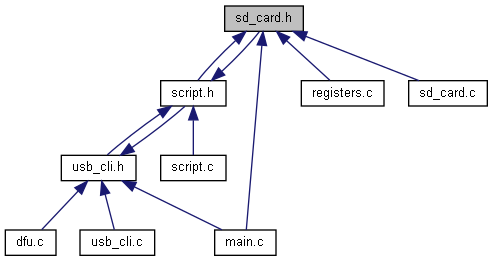 sd_card.h
script.h
registers.c
sd_card.c
usb_cli.h
script.c
dfu.c
usb_cli.c
main.c